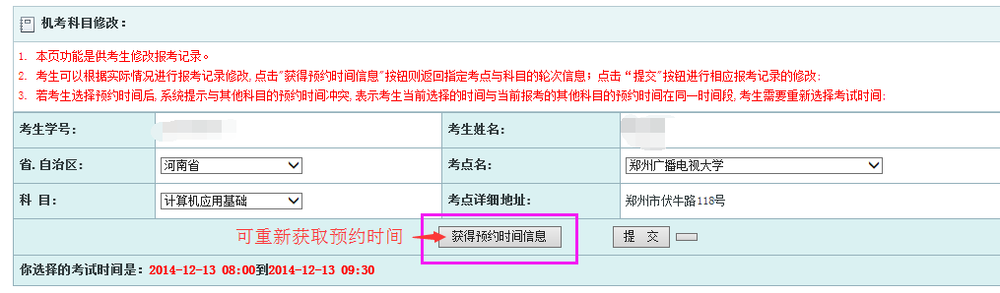 机考科目修改：
1. 本页功能是供考生修改报考记录。
2. 考生可以根据实际情况进行报考记录修改,点击"获得预约时间信息"按钮则返回指定考点与科目的轮次信息；点击“提交"按钮进行相应报考记录的修改;
3. 若考生选择预约时间后,系统提示与其他科目的预约时间冲突,表示考生当前选择的时间与当前报考的其他科目的预约时间在同一时间段,考生需要重新选择考试时间;
考生学号： 考生姓名：
省.自治区： 河南省 考点名： 郑州广播电视大学
科 目： 计算机应用基础 考点详细地址： 郑州市伏牛路118号
可重新获取预约时间 获得预约时间信息 提 交
你选择的考试时间是：2014-12-13 08:00到2014-12-13 09:30